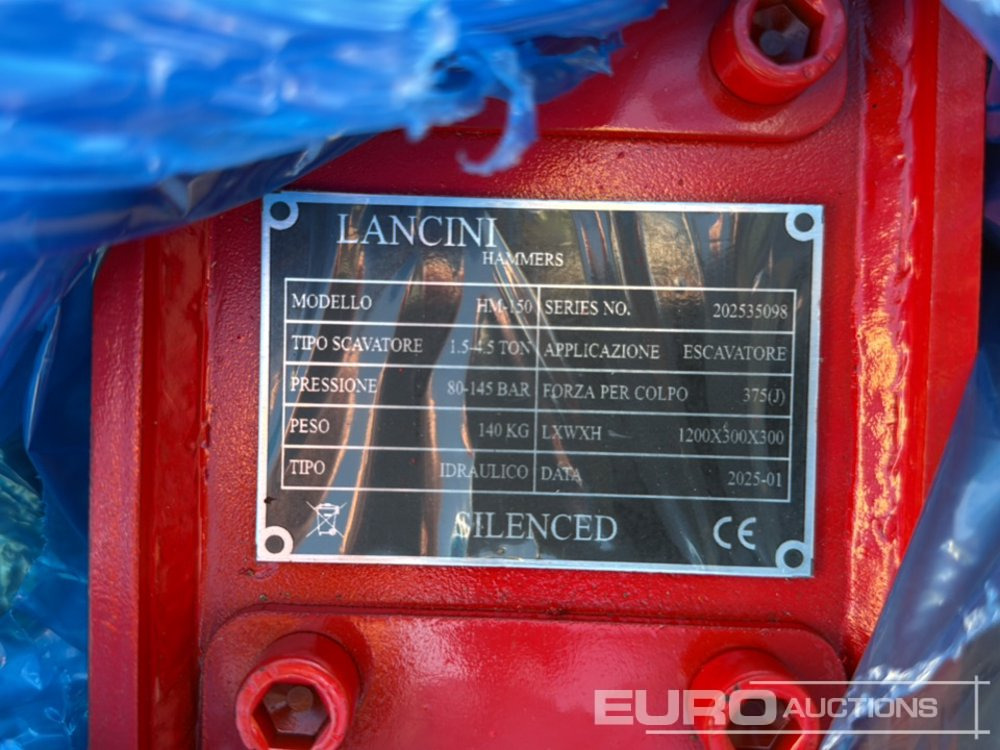 LANCINI
HAMMERS
MODELLO HM-150 SERIES NO. 202535098
TIPO SCAVATORE 1.5-4.5 TON APPLICAZIONE ESCAVATORE
PRESSIONE 80-145 BAR FORZA PER COLPO 375(J)
PESO 140 KG LXWXH 1200X300X300
TIPO IDRAULICO DATA 2025-01
SILENCED CE
EURO AUCTIONS